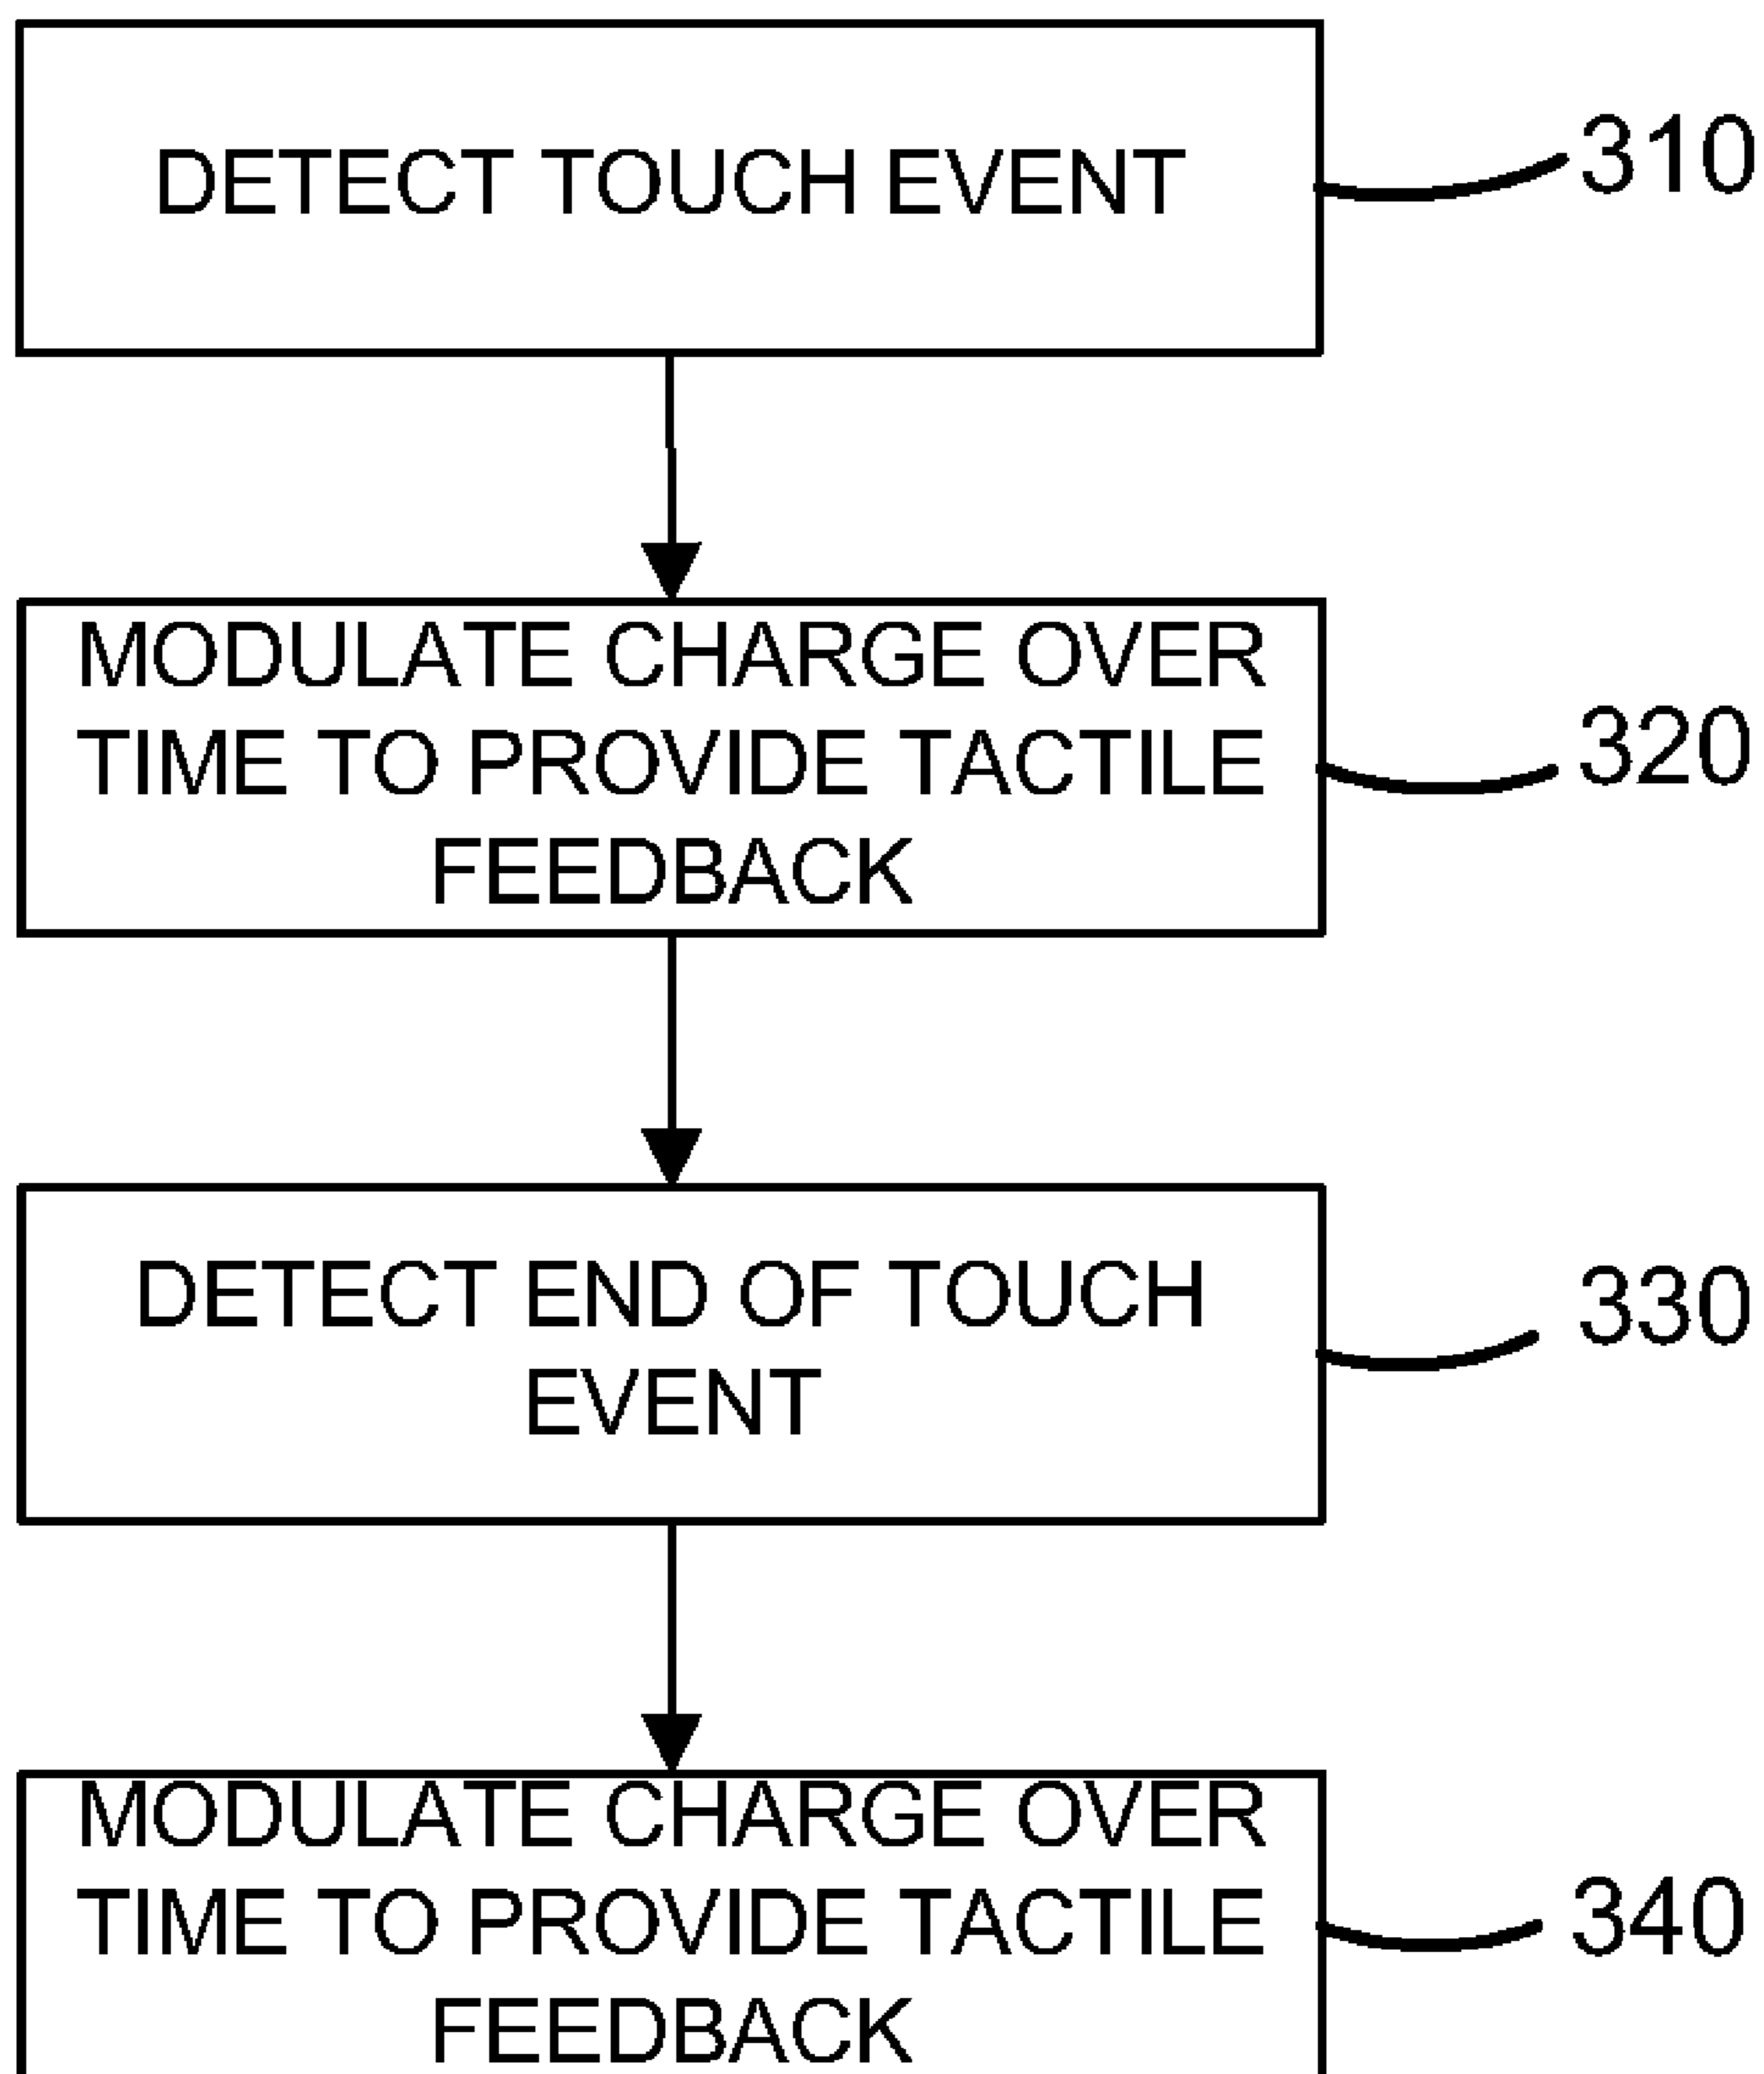 DETECT TOUCH EVENT
310
MODULATE CHARGE OVER
TIME TO PROVIDE TACTILE
FEEDBACK
320
DETECT END OF TOUCH
EVENT
330
MODULATE CHARGE OVER
TIME TO PROVIDE TACTILE
FEEDBACK
340